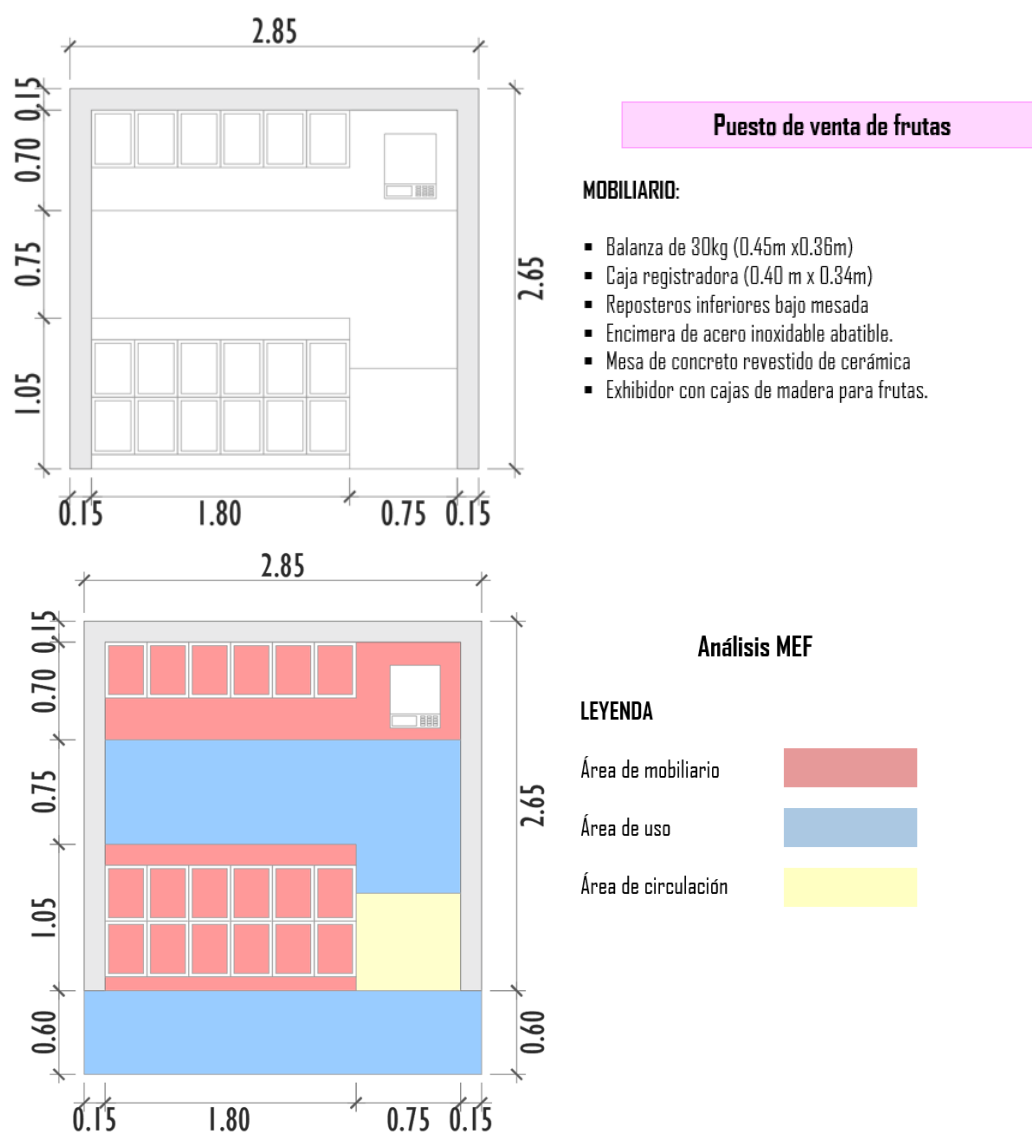 2.85
0.15
0.70
0.75
1.05
2.65
0.15
1.80
0.75
0.15
Puesto de venta de frutas
MOBILIARIO:
▪ Balanza de 30kg (0.45m x0.36m)
▪ Caja registradora (0.40 m x 0.34m)
▪ Reposteros inferiores bajo mesada
▪ Encimera de acero inoxidable abatible.
▪ Mesa de concreto revestido de cerámica
▪ Exhibidor con cajas de madera para frutas.
2.85
0.15
0.70
0.75
1.05
0.60
2.65
0.60
0.15
1.80
0.75
0.15
Análisis MEF
LEYENDA
Área de mobiliario
Área de uso
Área de circulación